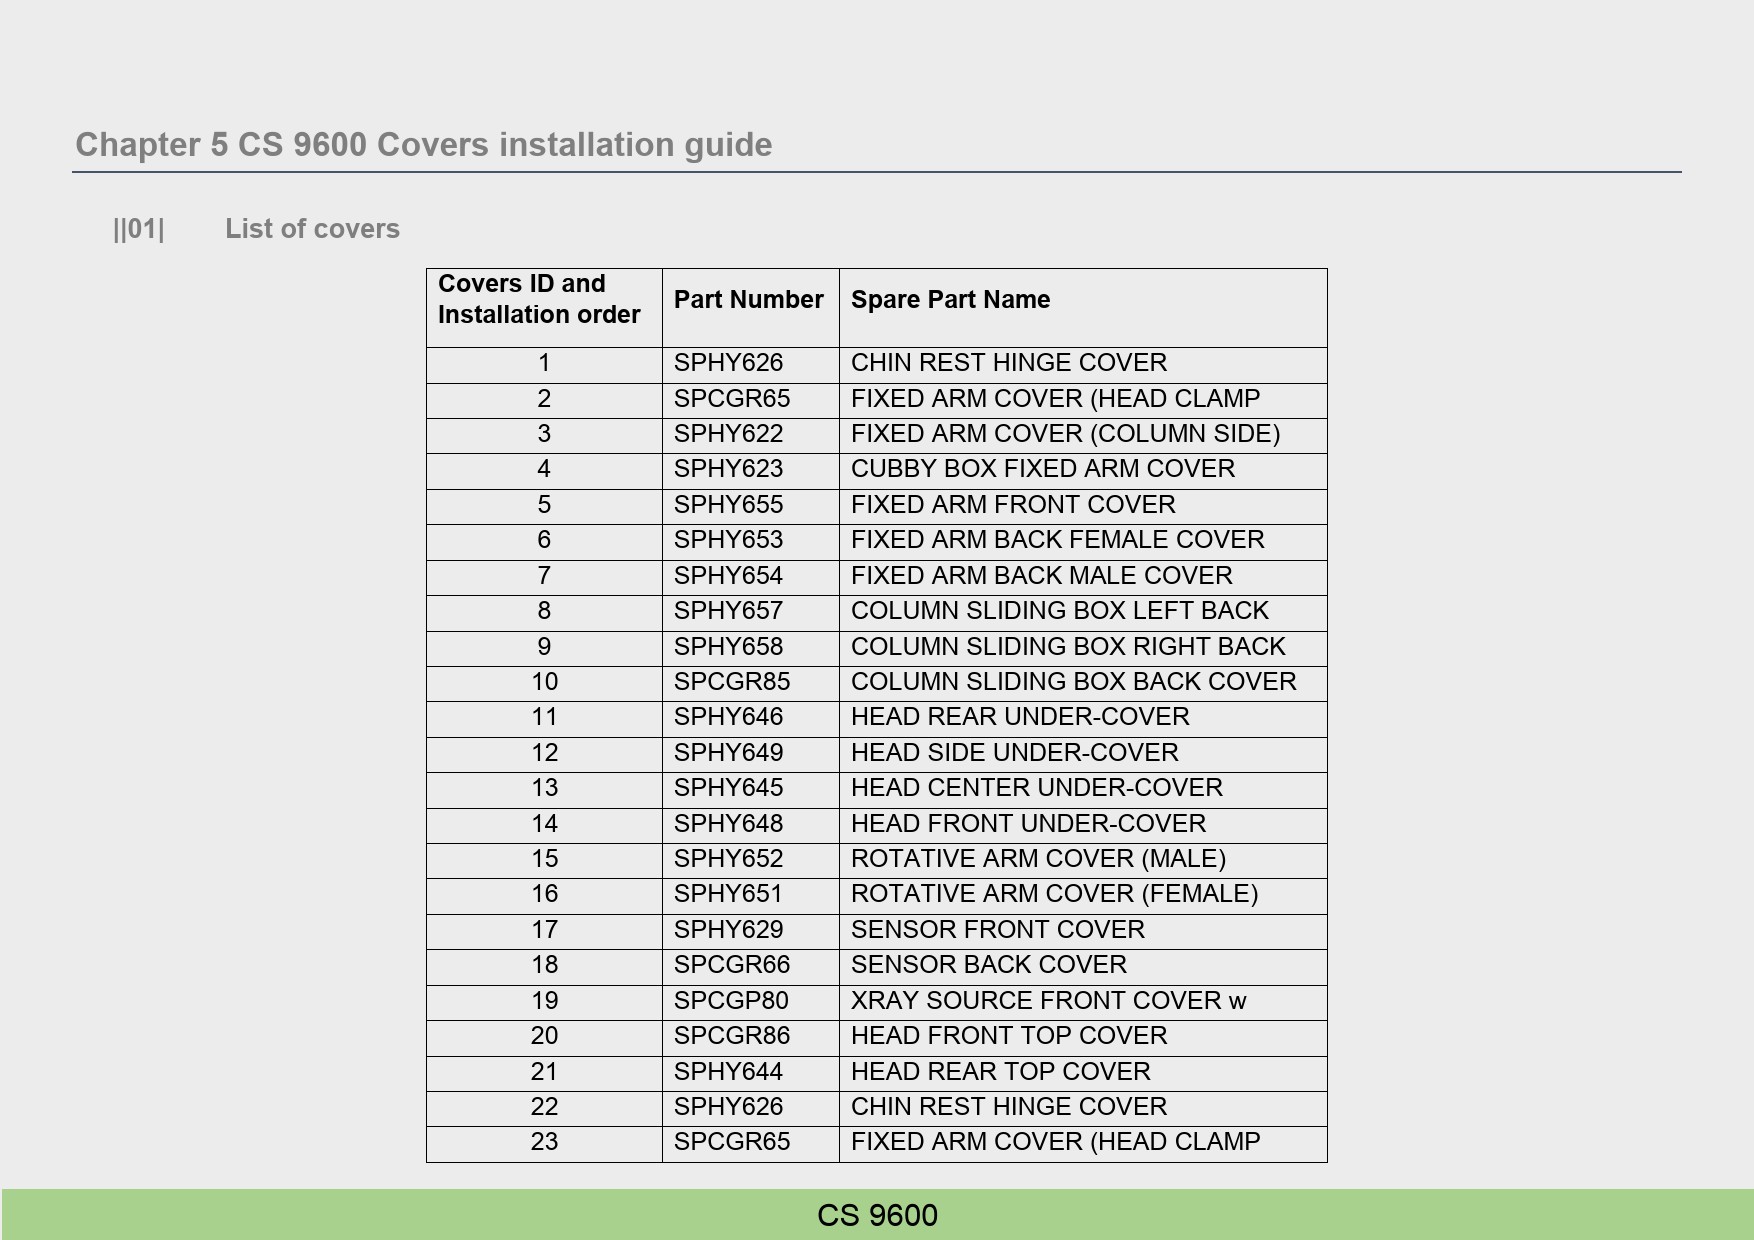 Chapter 5 CS 9600 Covers installation guide
||01| List of covers
Covers ID and
Installation order Part Number Spare Part Name
1 SPHY626 CHIN REST HINGE COVER
2 SPCGR65 FIXED ARM COVER (HEAD CLAMP
3 SPHY622 FIXED ARM COVER (COLUMN SIDE)
4 SPHY623 CUBBY BOX FIXED ARM COVER
5 SPHY655 FIXED ARM FRONT COVER
6 SPHY653 FIXED ARM BACK FEMALE COVER
7 SPHY654 FIXED ARM BACK MALE COVER
8 SPHY657 COLUMN SLIDING BOX LEFT BACK
9 SPHY658 COLUMN SLIDING BOX RIGHT BACK
10 SPCGR85 COLUMN SLIDING BOX BACK COVER
11 SPHY646 HEAD REAR UNDER-COVER
12 SPHY649 HEAD SIDE UNDER-COVER
13 SPHY645 HEAD CENTER UNDER-COVER
14 SPHY648 HEAD FRONT UNDER-COVER
15 SPHY652 ROTATIVE ARM COVER (MALE)
16 SPHY651 ROTATIVE ARM COVER (FEMALE)
17 SPHY629 SENSOR FRONT COVER
18 SPCGR66 SENSOR BACK COVER
19 SPCGP80 XRAY SOURCE FRONT COVER w
20 SPCGR86 HEAD FRONT TOP COVER
21 SPHY644 HEAD REAR TOP COVER
22 SPHY626 CHIN REST HINGE COVER
23 SPCGR65 FIXED ARM COVER (HEAD CLAMP
CS 9600